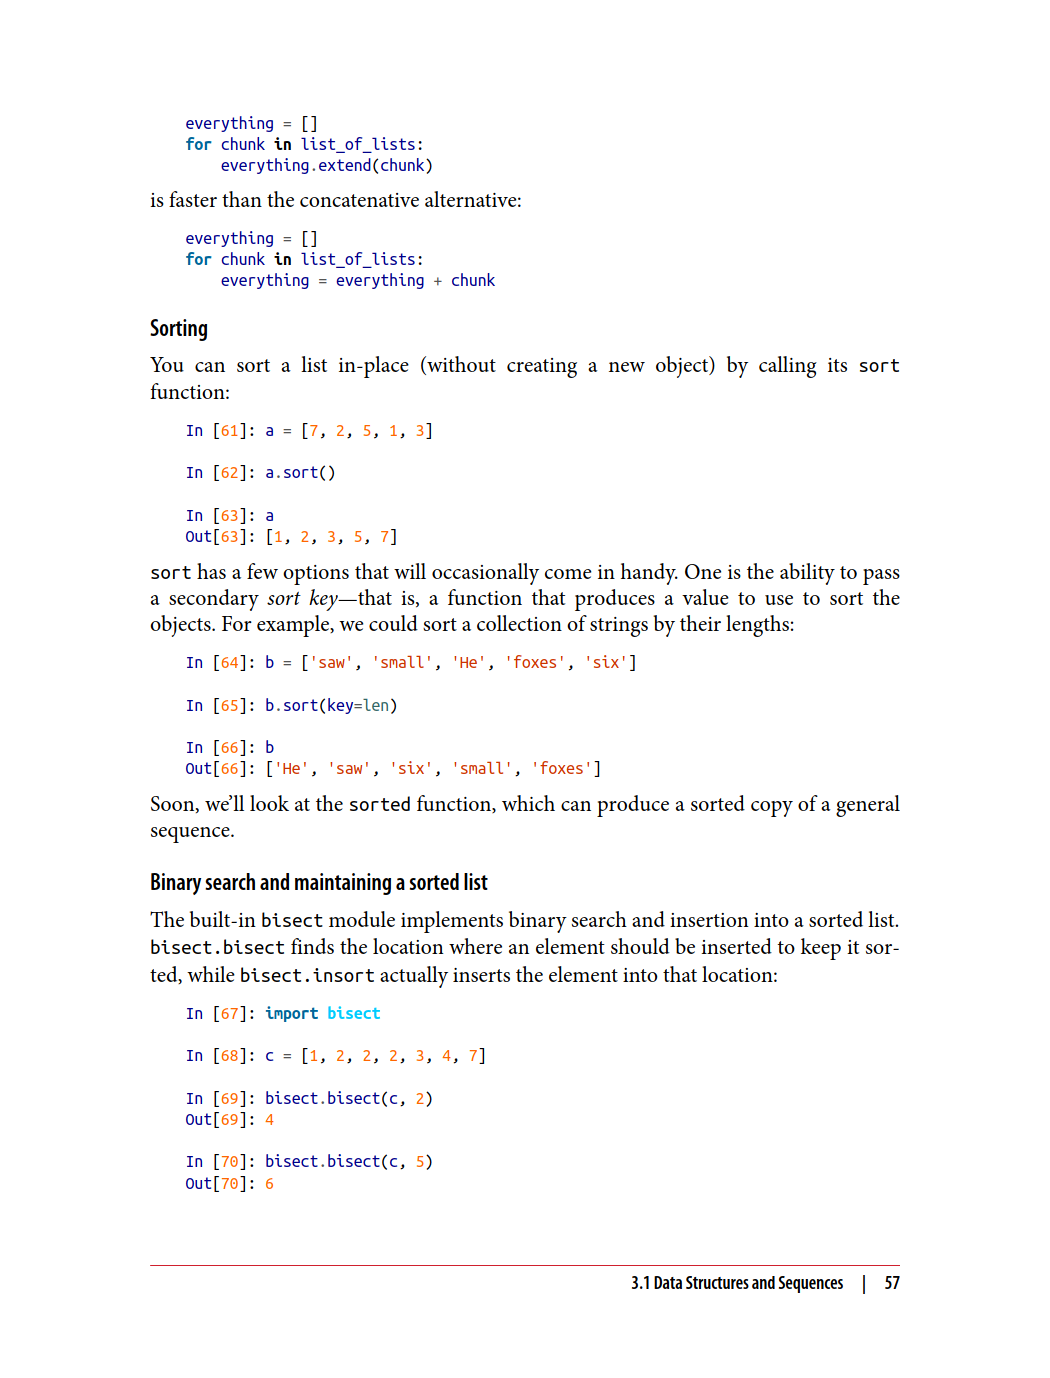 everything = []
for chunk in list_of_lists:
    everything.extend(chunk)
is faster than the concatenative alternative:
everything = []
for chunk in list_of_lists:
    everything = everything + chunk
Sorting
You can sort a list in-place (without creating a new object) by calling its sort
function:
In [61]: a = [7, 2, 5, 1, 3]
In [62]: a.sort()
In [63]: a
Out[63]: [1, 2, 3, 5, 7]
sort has a few options that will occasionally come in handy. One is the ability to pass
a secondary sort key—that is, a function that produces a value to use to sort the
objects. For example, we could sort a collection of strings by their lengths:
In [64]: b = ['saw', 'small', 'He', 'foxes', 'six']
In [65]: b.sort(key=len)
In [66]: b
Out[66]: ['He', 'saw', 'six', 'small', 'foxes']
Soon, we’ll look at the sorted function, which can produce a sorted copy of a general
sequence.
Binary search and maintaining a sorted list
The built-in bisect module implements binary search and insertion into a sorted list.
bisect.bisect finds the location where an element should be inserted to keep it sor-
ted, while bisect.insort actually inserts the element into that location:
In [67]: import bisect
In [68]: c = [1, 2, 2, 2, 3, 4, 7]
In [69]: bisect.bisect(c, 2)
Out[69]: 4
In [70]: bisect.bisect(c, 5)
Out[70]: 6
3.1 Data Structures and Sequences | 57